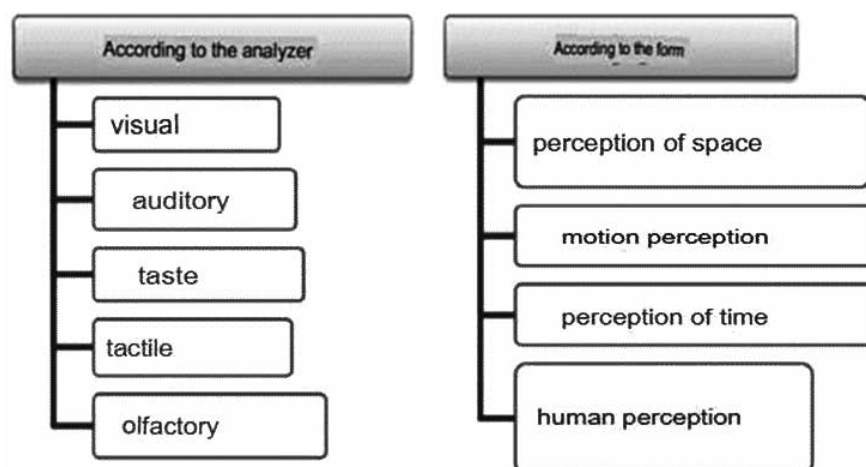 According to the analyzer
visual
auditory
taste
tactile
olfactory
According to the form
perception of space
motion perception
perception of time
human perception